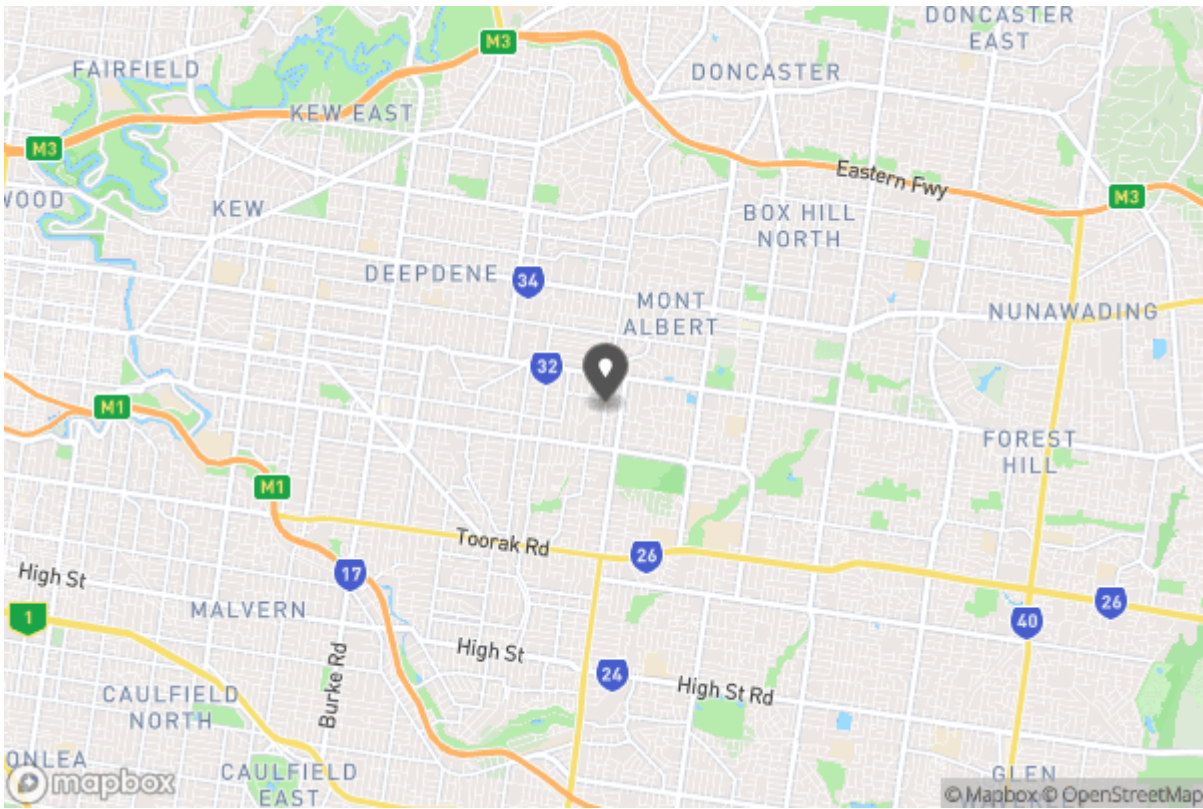 DONCASTER
EAST
M3
FAIRFIELD
DONCASTER
KEW EAST
M3
Eastern Fwy
M3
WOOD
KEW
BOX HILL
NORTH
DEEPDENE
34
MONT
ALBERT
NUNAWADING
32
M1
FOREST
HILL
M1
Toorak Rd
26
High St
17
MALVERN
26
1
40
High St
24
High St Rd
Burke Rd
CAULFIELD
NORTH
ONLEA
CAULFIELD
EAST
GLEN
mapbox
© Mapbox © OpenStreetMap